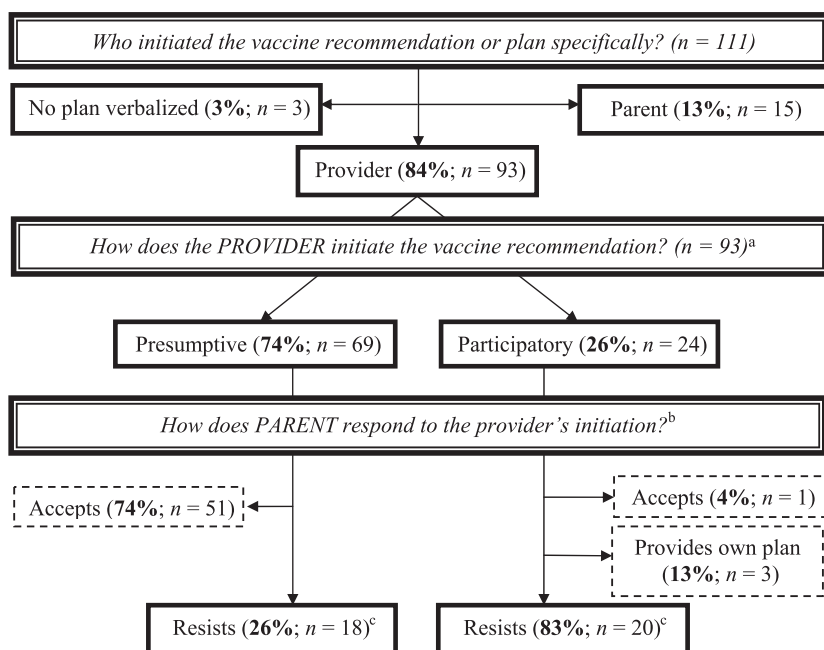 Who initiated the vaccine recommendation or plan specifically? (n = 111)
No plan verbalized (3%; n = 3)
Parent (13%; n = 15)
Provider (84%; n = 93)
How does the PROVIDER initiate the vaccine recommendation? (n = 93)a
Presumptive (74%; n = 69)
Participatory (26%; n = 24)
How does PARENT respond to the provider's initiation?b
Accepts (74%; n = 51)
Accepts (4%; n = 1)
Provides own plan
(13%; n = 3)
Resists (26%; n = 18)c
Resists (83%; n = 20)c